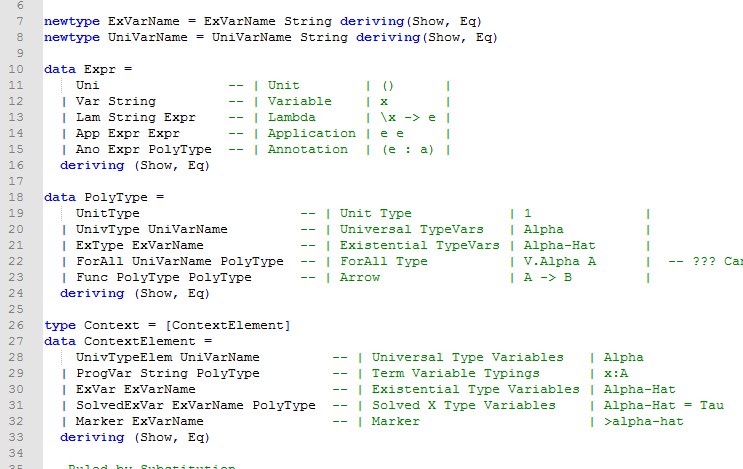 6
7 newtype ExVarName = ExVarName String deriving(Show, Eq)
8 newtype UniVarName = UniVarName String deriving(Show, Eq)
9
10 data Expr =
11     Uni                -- | Unit        | ()      |
12   | Var String         -- | Variable    | x       |
13   | Lam String Expr    -- | Lambda      | \x -> e |
14   | App Expr Expr      -- | Application | e e     |
15   | Ano Expr PolyType  -- | Annotation  | (e : a) |
16   deriving (Show, Eq)
17
18 data PolyType =
19     UnitType                    -- | Unit Type            | 1              |
20   | UnivType UniVarName         -- | Universal TypeVars   | Alpha          |
21   | ExType ExVarName            -- | Existential TypeVars | Alpha-Hat      |
22   | ForAll UniVarName PolyType  -- | ForAll Type          | V.Alpha A      |  -- ???
23   | Func PolyType PolyType      -- | Arrow                | A -> B         |
24   deriving (Show, Eq)
25
26 type Context = [ContextElement]
27 data ContextElement =
28     UnivTypeElem UniVarName         -- | Universal Type Variables   | Alpha
29   | ProgVar String PolyType         -- | Term Variable Typings      | x:A
30   | ExVar ExVarName                 -- | Existential Type Variables | Alpha-Hat
31   | SolvedExVar ExVarName PolyType  -- | Solved X Type Variables    | Alpha-Hat = Tau
32   | Marker ExVarName                -- | Marker                     | >alpha-hat
33   deriving (Show, Eq)
34